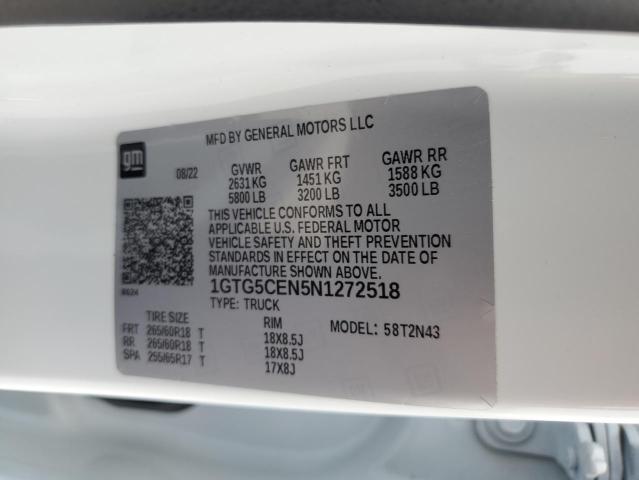 MFD BY GENERAL MOTORS LLC
gm
08/22 GVWR GAWR FRT GAWR RR
2631 KG 1451 KG 1588 KG
5800 LB 3200 LB 3500 LB
THIS VEHICLE CONFORMS TO ALL
APPLICABLE U.S. FEDERAL MOTOR
VEHICLE SAFETY AND THEFT PREVENTION
STANDARDS IN EFFECT ON THE DATE OF
MANUFACTURE SHOWN ABOVE.
1GTG5CEN5N1272518
TYPE: TRUCK
TIRE SIZE RIM MODEL: 58T2N43
FRT 265/60R18 T 18X8.5J
RR 265/60R18 T 18X8.5J
SPA 255/65R17 T 17X8J